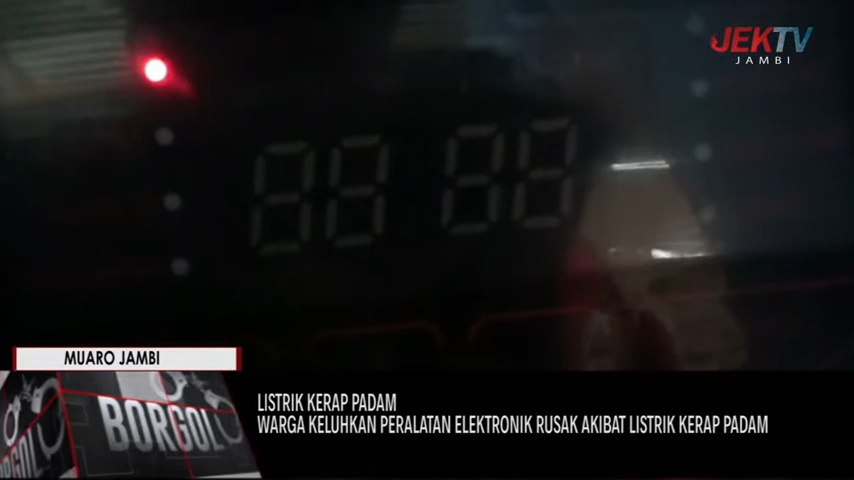 JEKTV
JAMBI
MUARO JAMBI
BORGOL
LISTRIK KERAP PADAM
WARGA KELUHKAN PERALATAN ELEKTRONIK RUSAK AKIBAT LISTRIK KERAP PADAM